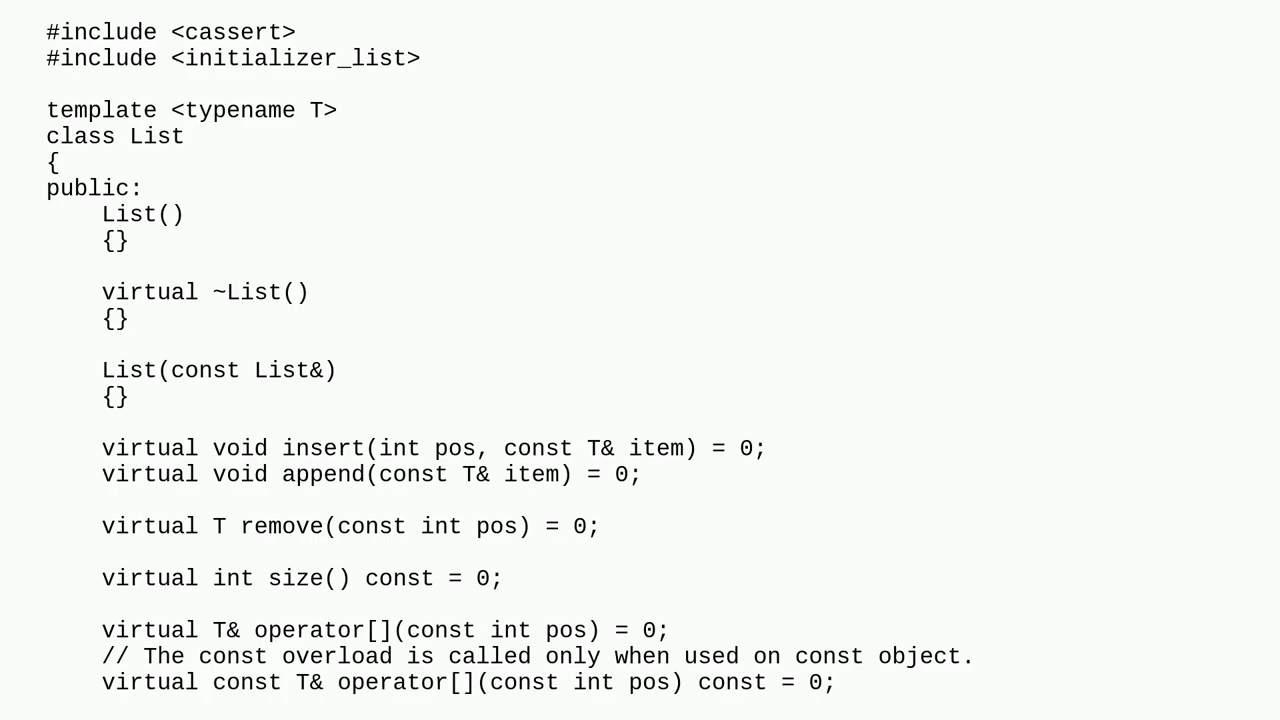 #include <cassert>
#include <initializer_list>
template <typename T>
class List
{
public:
List()
{}
virtual ~List()
{}
List(const List&)
{}
virtual void insert(int pos, const T& item) = 0;
virtual void append(const T& item) = 0;
virtual T remove(const int pos) = 0;
virtual int size() const = 0;
virtual T& operator[](const int pos) = 0;
// The const overload is called only when used on const object.
virtual const T& operator[](const int pos) const = 0;